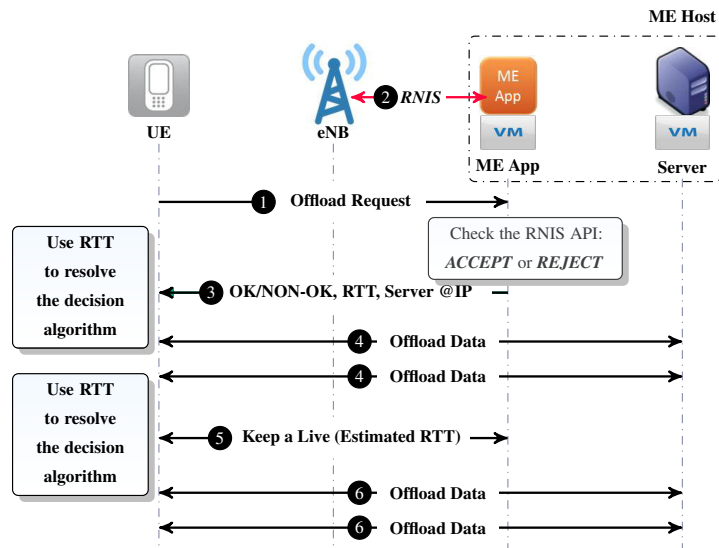 ME Host
ME
App
2 RNIS
VM
VM
UE
eNB
ME App
Server
1 Offload Request
Check the RNIS API:
ACCEPT or REJECT
Use RTT
to resolve
the decision
algorithm
3 OK/NON-OK, RTT, Server @IP
4 Offload Data
4 Offload Data
Use RTT
to resolve
the decision
algorithm
5 Keep a Live (Estimated RTT)
6 Offload Data
6 Offload Data